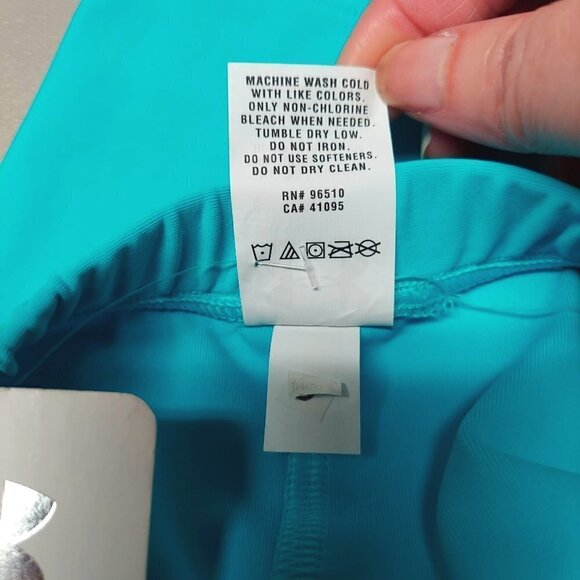 MACHINE WASH COLD
WITH LIKE COLORS,
ONLY NON-CHLORINE
BLEACH WHEN NEEDED.
TUMBLE DRY LOW.
DO NOT IRON.
DO NOT USE SOFTENERS.
DO NOT DRY CLEAN.
RN# 96510
CA# 41095